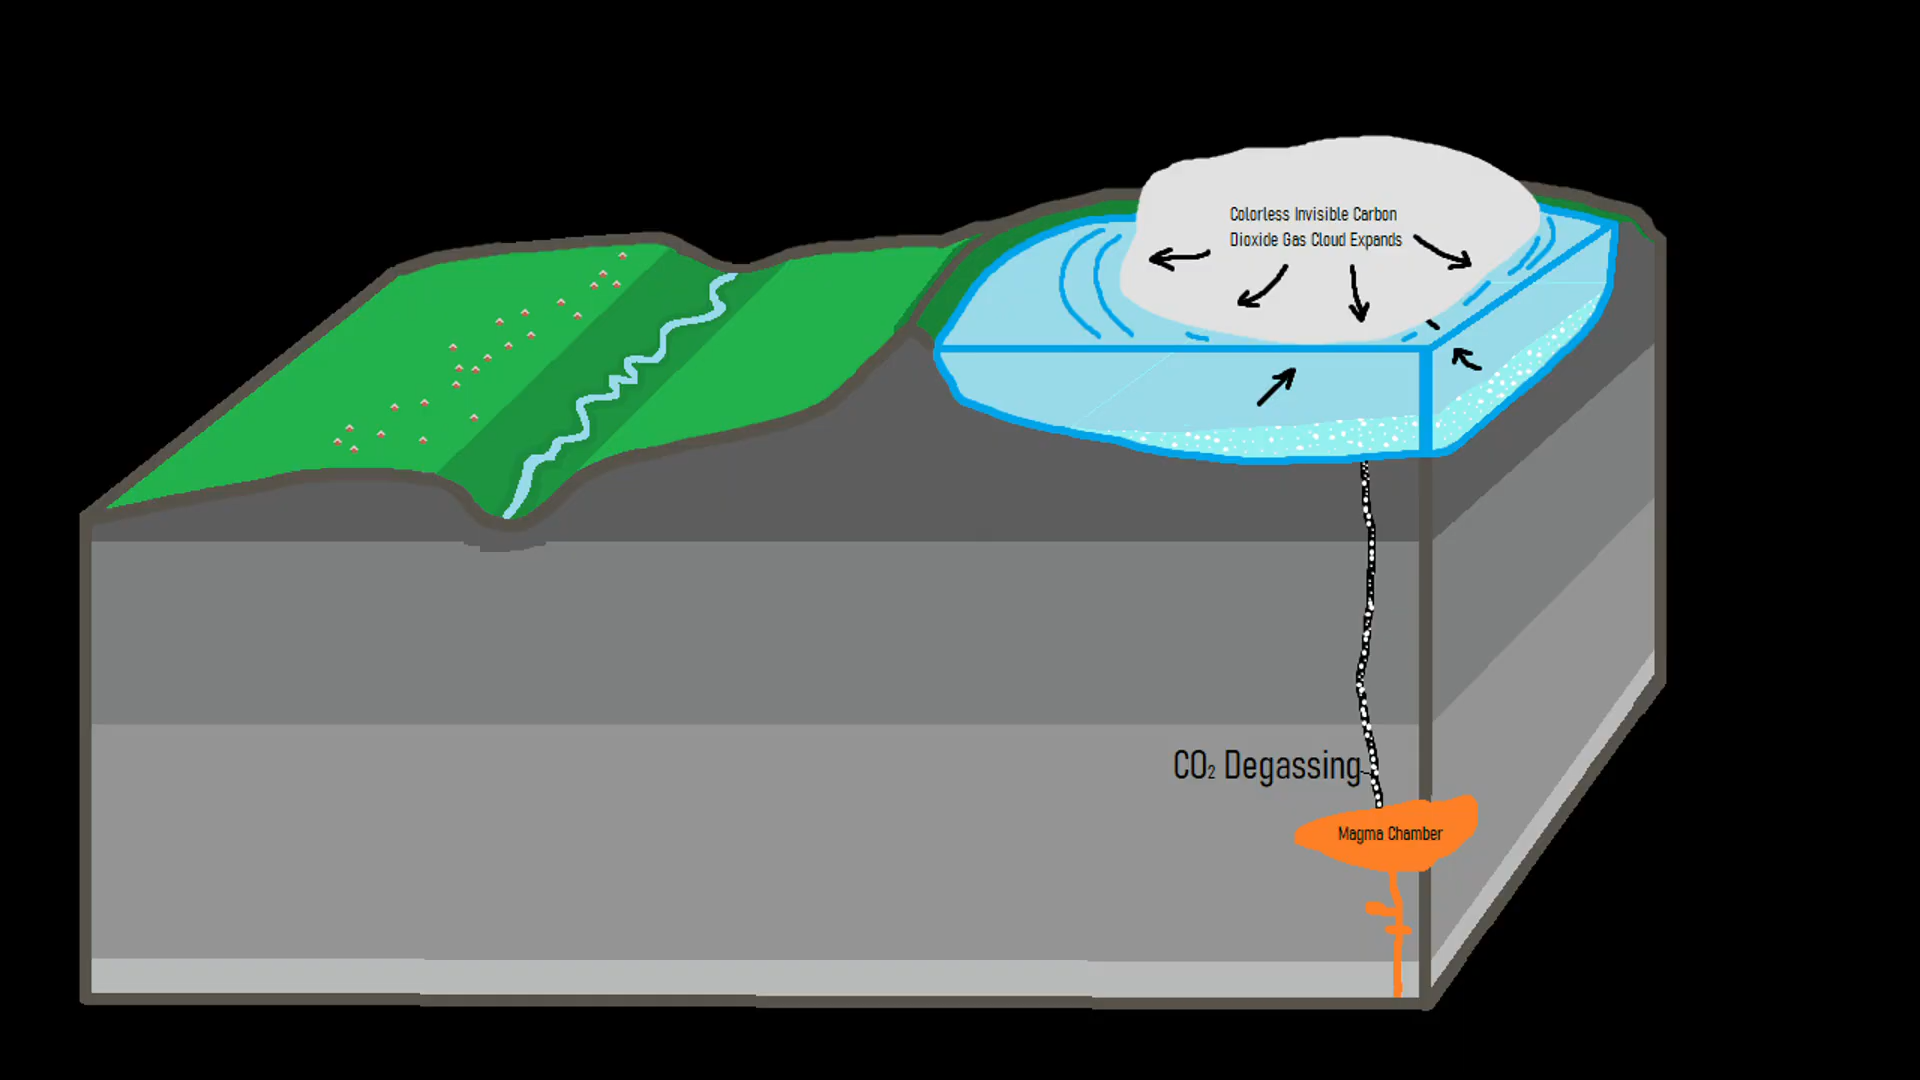 Colorless Invisible Carbon
Dioxide Gas Cloud Expands
CO₂ Degassing
Magma Chamber